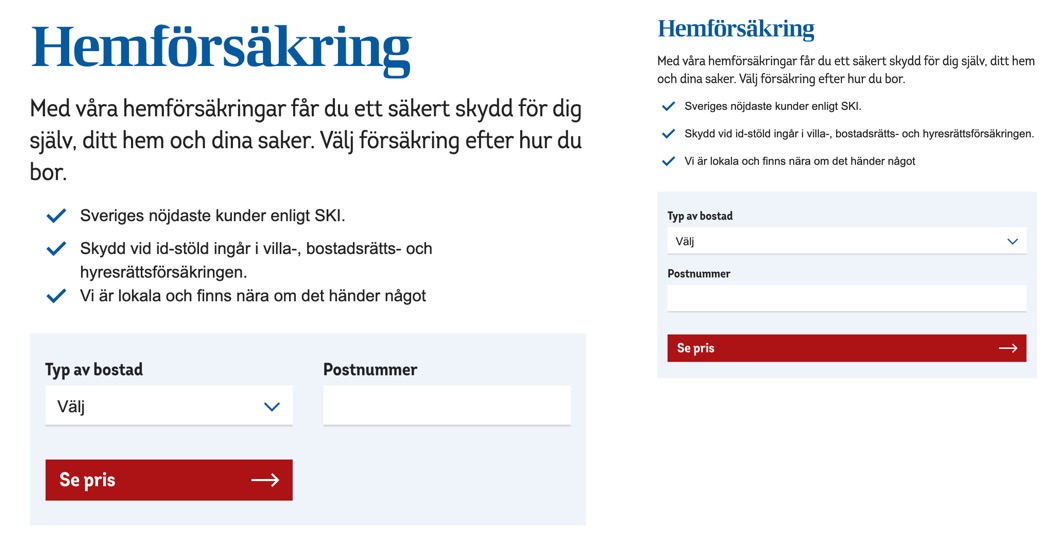 Hemförsäkring
Med våra hemförsäkringar får du ett säkert skydd för dig
själv, ditt hem och dina saker. Välj försäkring efter hur du
bor.
Sveriges nöjdaste kunder enligt SKI.
Skydd vid id-stöld ingår i villa-, bostadsrätts- och
hyresrättsförsäkringen.
Vi är lokala och finns nära om det händer något
Typ av bostad
Postnummer
Välj
Se pris
Hemförsäkring
Med våra hemförsäkringar får du ett säkert skydd för dig själv, ditt hem
och dina saker. Välj försäkring efter hur du bor.
Sveriges nöjdaste kunder enligt SKI.
Skydd vid id-stöld ingår i villa-, bostadsrätts- och hyresrättsförsäkringen.
Vi är lokala och finns nära om det händer något
Typ av bostad
Välj
Postnummer
Se pris